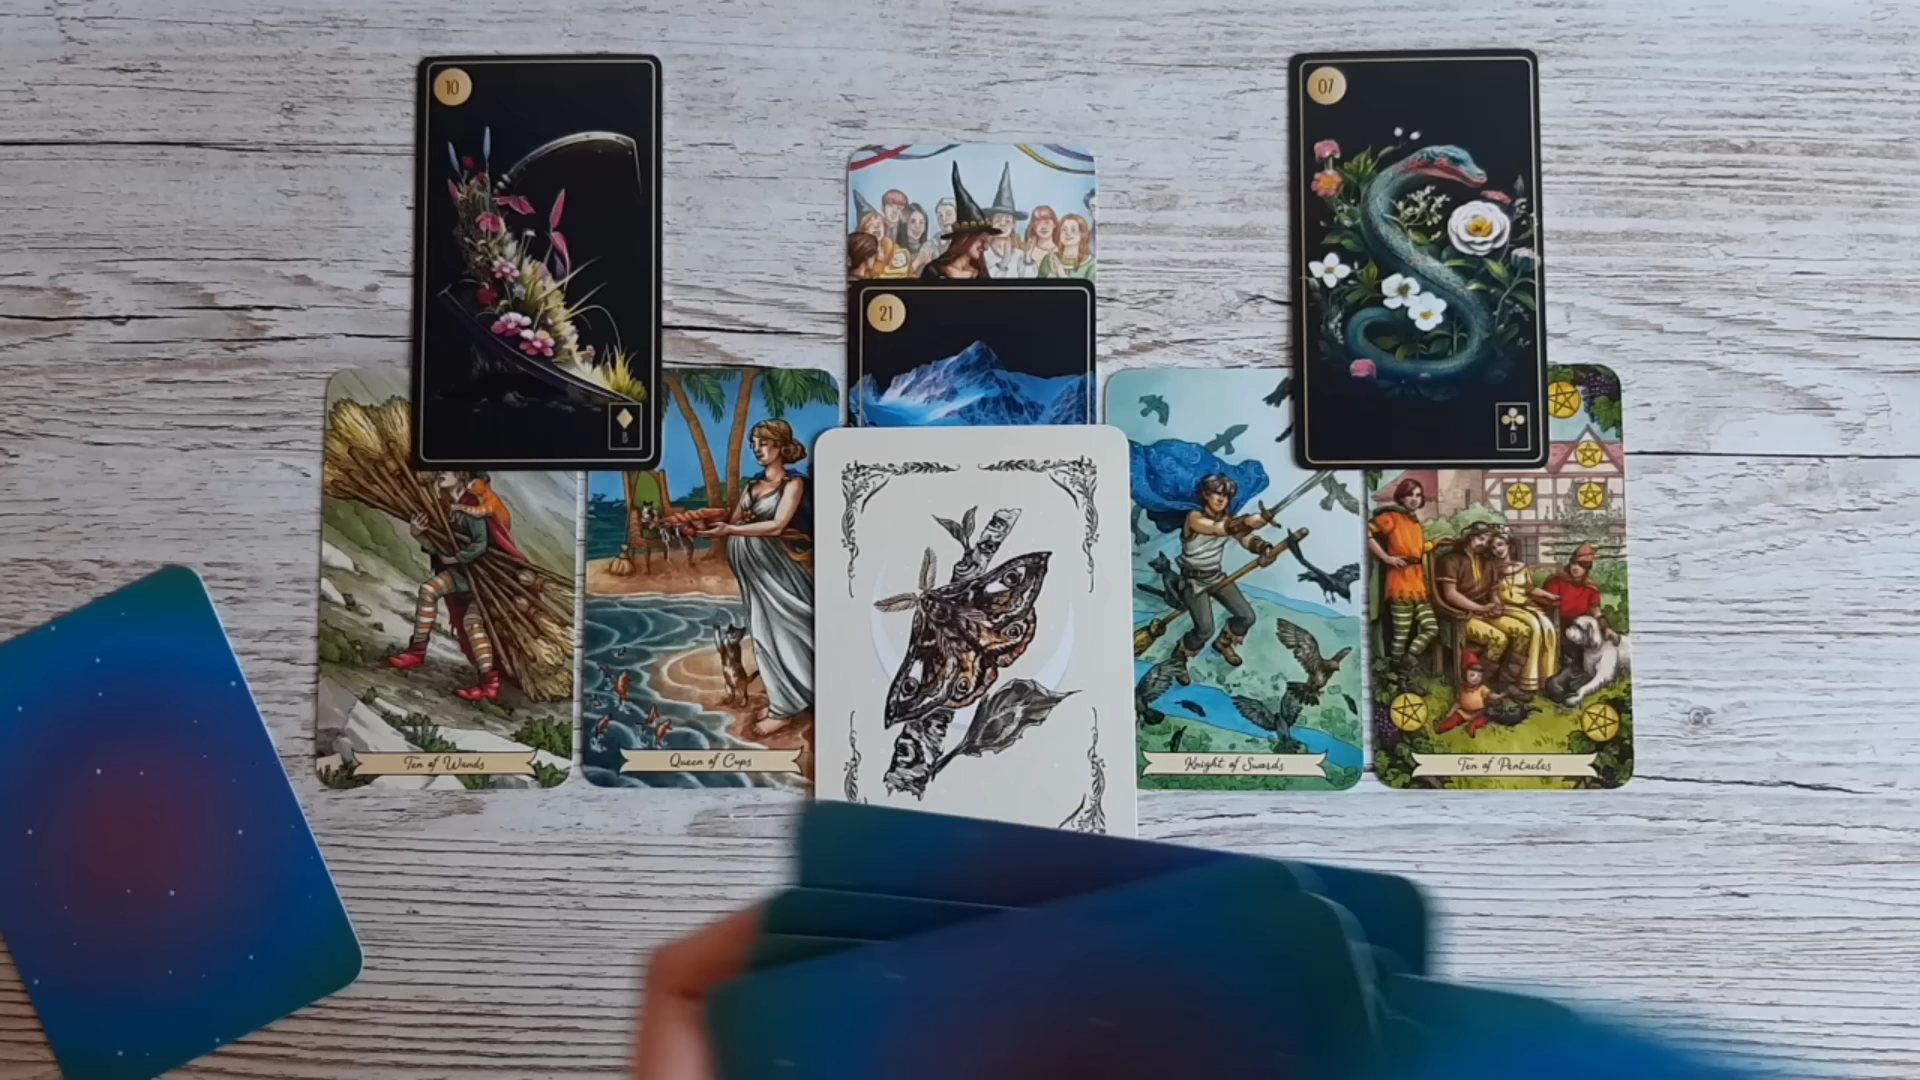 10
07
21
B
D
Ten of Wands
Queen of Cups
Knight of Swords
Ten of Pentacles